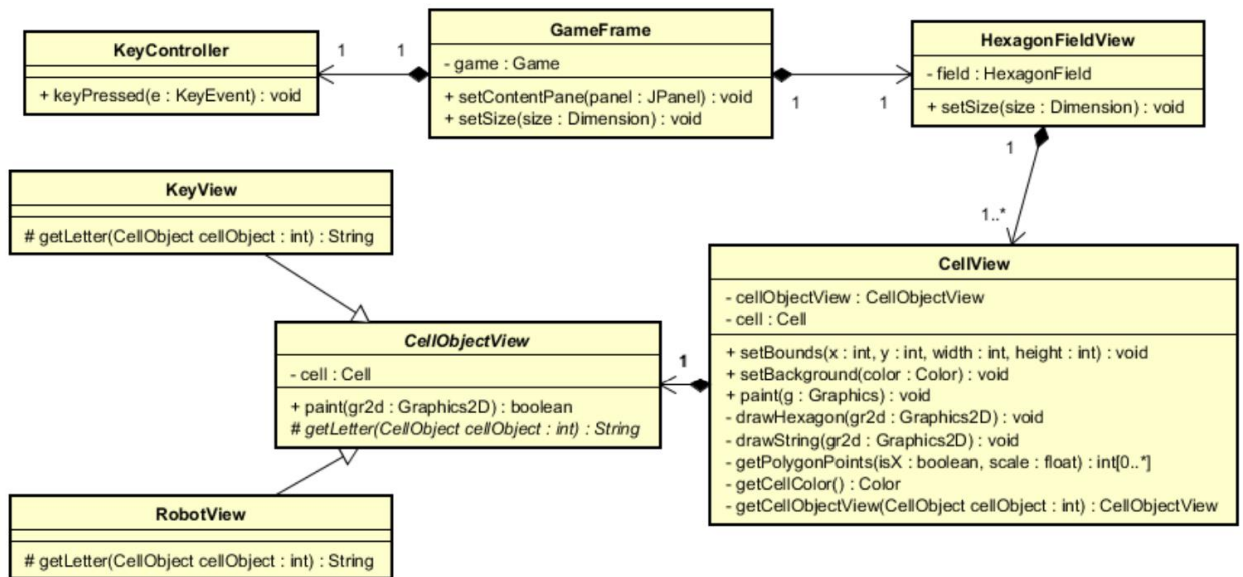 KeyController
+ keyPressed(e : KeyEvent) : void
1
1
GameFrame
- game : Game
+ setContentPane(panel : JPanel) : void
+ setSize(size : Dimension) : void
1
1
HexagonFieldView
- field : HexagonField
+ setSize(size : Dimension) : void
1
1..*
KeyView
# getLetter(CellObject cellObject : int) : String
CellObjectView
- cell : Cell
+ paint(gr2d : Graphics2D) : boolean
# getLetter(CellObject cellObject : int) : String
1
CellView
- cellObjectView : CellObjectView
- cell : Cell
+ setBounds(x : int, y : int, width : int, height : int) : void
+ setBackground(color : Color) : void
+ paint(g : Graphics) : void
- drawHexagon(gr2d : Graphics2D) : void
- drawString(gr2d : Graphics2D) : void
- getPolygonPoints(isX : boolean, scale : float) : int[0..*]
- getCellColor() : Color
- getCellObjectView(CellObject cellObject : int) : CellObjectView
RobotView
# getLetter(CellObject cellObject : int) : String